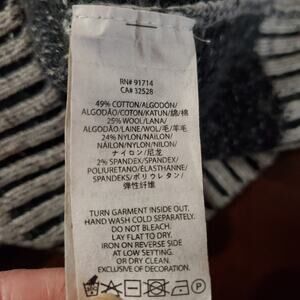 RN# 91714
CA# 32528
49% COTTON/ALGODÓN/
ALGODÃO/COTON/KATUN/綿/棉
25% WOOL/LANA/
ALGODÃO/LAINE/WOL/毛/羊毛
24% NYLON/NAILON/
NÁILON/NYLON/NILON/
ナイロン/尼龙
2% SPANDEX/SPANDEX/
POLIURETANO/ÉLASTHANNE/
SPANDEKS/ポリウレタン/
弹性纤维
TURN GARMENT INSIDE OUT.
HAND WASH COLD SEPARATELY.
DO NOT BLEACH.
LAY FLAT TO DRY.
IRON ON REVERSE SIDE
AT LOW SETTING.
OR DRY CLEAN.
EXCLUSIVE OF DECORATION.